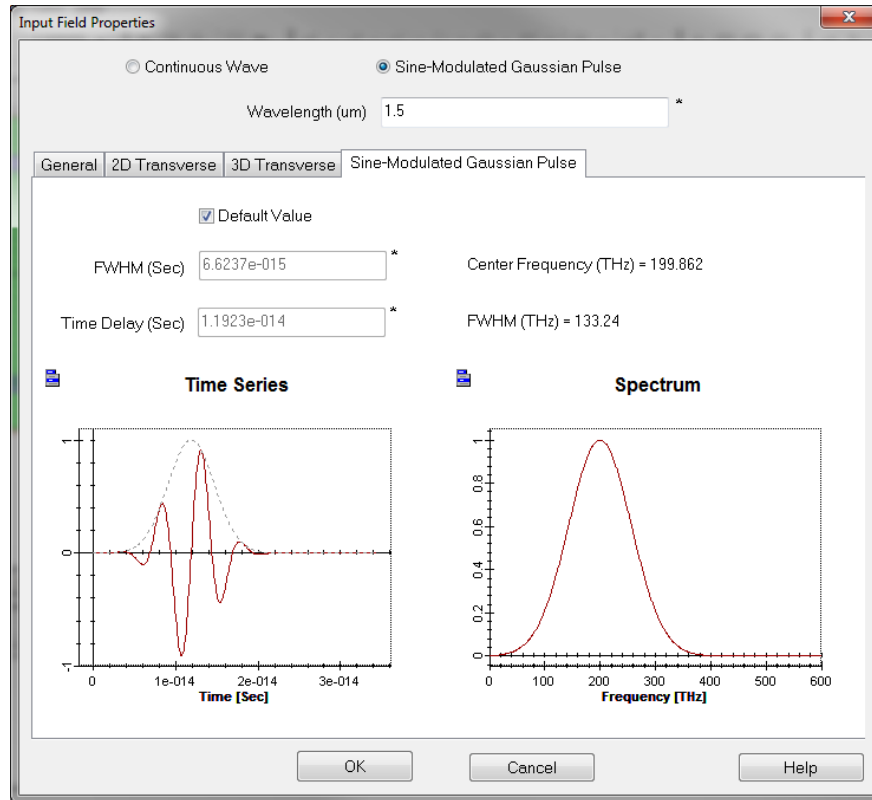 Input Field Properties
Continuous Wave
Sine-Modulated Gaussian Pulse
Wavelength (um) 1.5 *
General 2D Transverse 3D Transverse Sine-Modulated Gaussian Pulse
Default Value
FWHM (Sec) 6.6237e-015 * Center Frequency (THz) = 199.862
Time Delay (Sec) 1.1923e-014 * FWHM (THz) = 133.24
Time Series
1
0
-1
0 1e-014 2e-014 3e-014
Time [Sec]
Spectrum
1
0.8
0.6
0.4
0.2
0
0 100 200 300 400 500 600
Frequency [THz]
OK Cancel Help